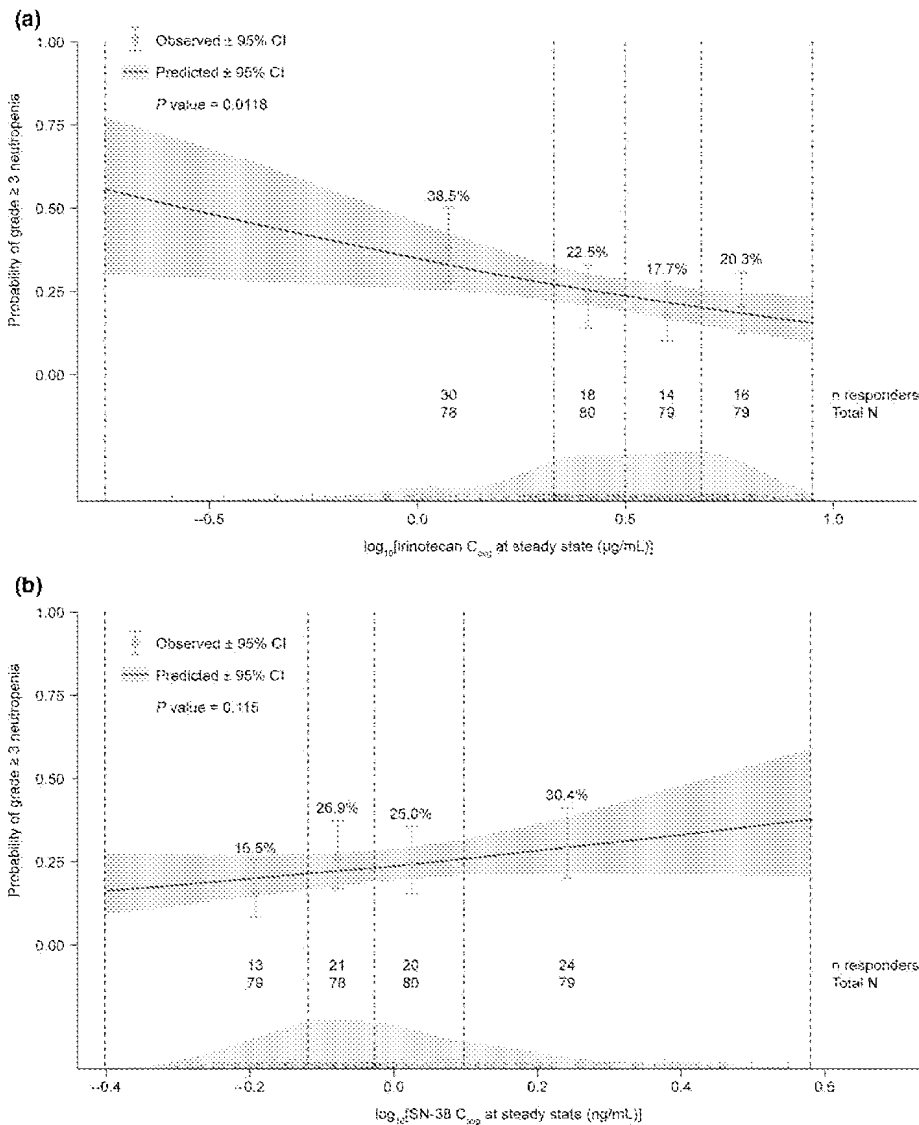 (a)
1.00
Observed ± 95% CI
Predicted ± 95% CI
P value = 0.0118
0.75
38.5%
0.50
22.5% 17.7% 20.3%
0.25
0.00
Probability of grade ≥ 3 neutropenia
30 18 14 16 n responders
78 80 79 79 Total N
–0.5 0.0 0.5 1.0
log10[Irinotecan Cavg at steady state (µg/mL)]
(b)
1.00
Observed ± 95% CI
Predicted ± 95% CI
P value = 0.115
0.75
0.50
16.5% 26.9% 25.0% 30.4%
0.25
0.00
Probability of grade ≥ 3 neutropenia
13 21 20 24 n responders
79 78 80 79 Total N
–0.4 –0.2 0.0 0.2 0.4 0.6
log10[SN-38 Cavg at steady state (ng/mL)]